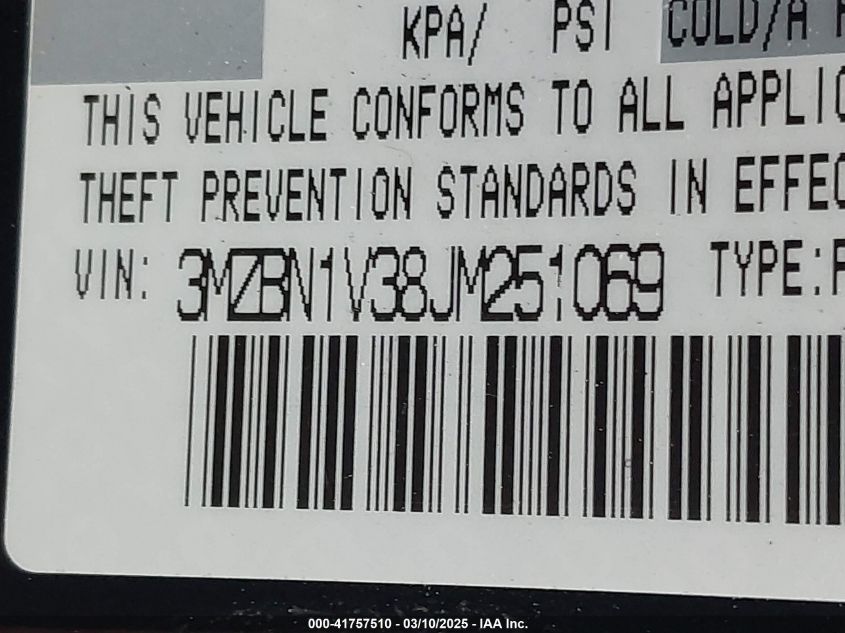 KPA/ PSI COLD/A
THIS VEHICLE CONFORMS TO ALL APPLIC
THEFT PREVENTION STANDARDS IN EFFEC
VIN: 3MZBN1V38JM251069 TYPE:P
000-41757510 - 03/10/2025 - IAA Inc.